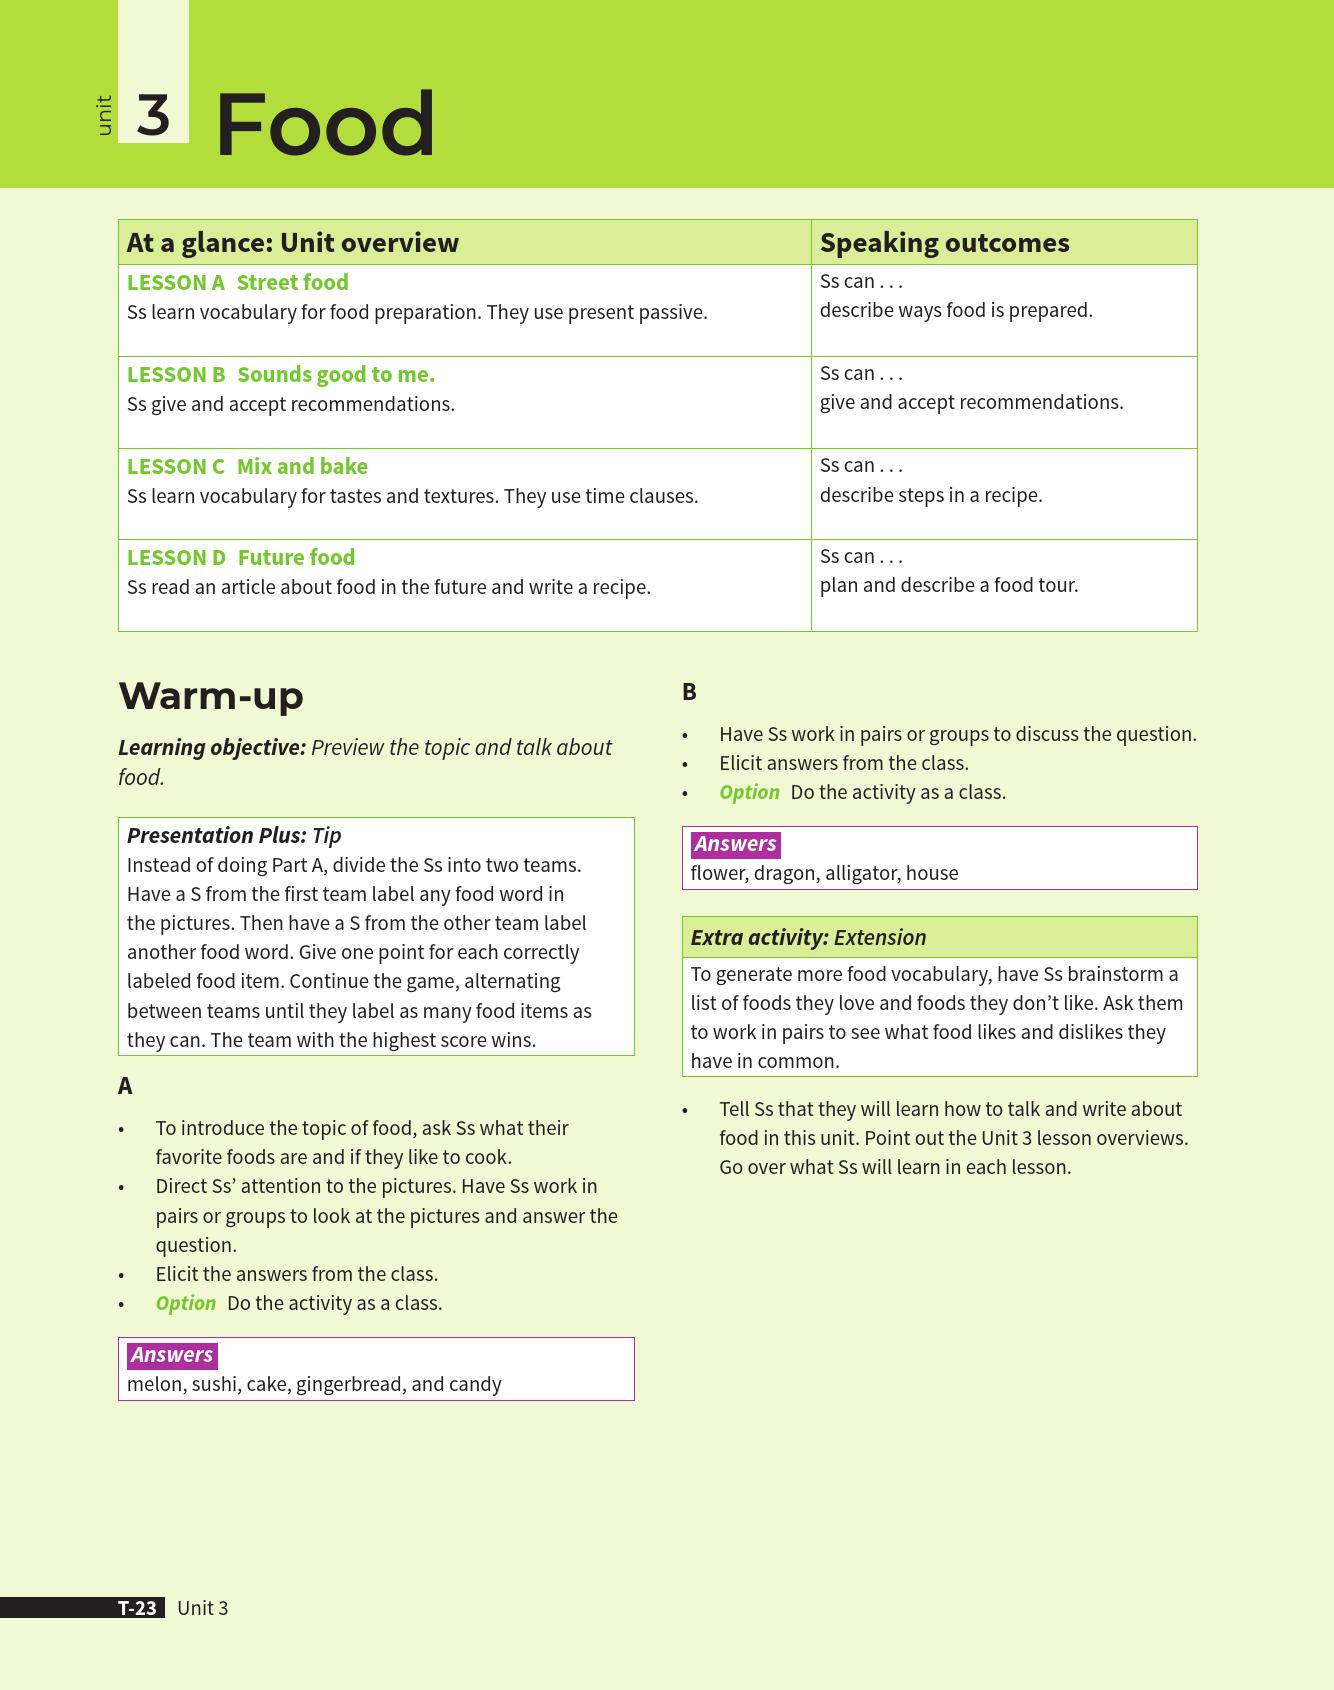 unit
3
Food
At a glance: Unit overview
Speaking outcomes
LESSON A Street food
Ss learn vocabulary for food preparation. They use present passive.
Ss can . . .
describe ways food is prepared.
LESSON B Sounds good to me.
Ss give and accept recommendations.
Ss can . . .
give and accept recommendations.
LESSON C Mix and bake
Ss learn vocabulary for tastes and textures. They use time clauses.
Ss can . . .
describe steps in a recipe.
LESSON D Future food
Ss read an article about food in the future and write a recipe.
Ss can . . .
plan and describe a food tour.
Warm-up
Learning objective: Preview the topic and talk about
food.
Presentation Plus: Tip
Instead of doing Part A, divide the Ss into two teams.
Have a S from the first team label any food word in
the pictures. Then have a S from the other team label
another food word. Give one point for each correctly
labeled food item. Continue the game, alternating
between teams until they label as many food items as
they can. The team with the highest score wins.
A
• To introduce the topic of food, ask Ss what their
favorite foods are and if they like to cook.
• Direct Ss’ attention to the pictures. Have Ss work in
pairs or groups to look at the pictures and answer the
question.
• Elicit the answers from the class.
• Option Do the activity as a class.
Answers
melon, sushi, cake, gingerbread, and candy
B
• Have Ss work in pairs or groups to discuss the question.
• Elicit answers from the class.
• Option Do the activity as a class.
Answers
flower, dragon, alligator, house
Extra activity: Extension
To generate more food vocabulary, have Ss brainstorm a
list of foods they love and foods they don’t like. Ask them
to work in pairs to see what food likes and dislikes they
have in common.
• Tell Ss that they will learn how to talk and write about
food in this unit. Point out the Unit 3 lesson overviews.
Go over what Ss will learn in each lesson.
T-23 Unit 3